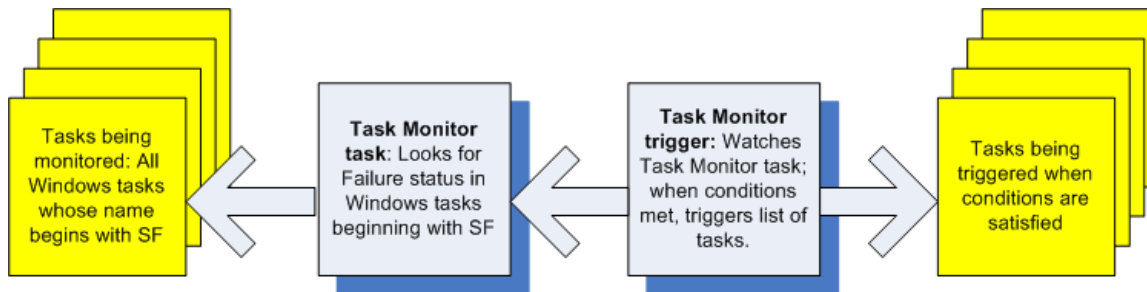 Tasks being
monitored: All
Windows tasks
whose name
begins with SF
Task Monitor
task: Looks for
Failure status in
Windows tasks
beginning with SF
Task Monitor
trigger: Watches
Task Monitor task;
when conditions
met, triggers list of
tasks.
Tasks being
triggered when
conditions are
satisfied